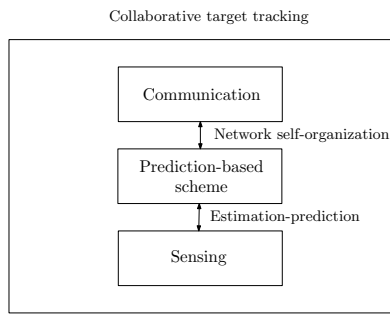 Collaborative target tracking
Communication
Network self-organization
Prediction-based
scheme
Estimation-prediction
Sensing